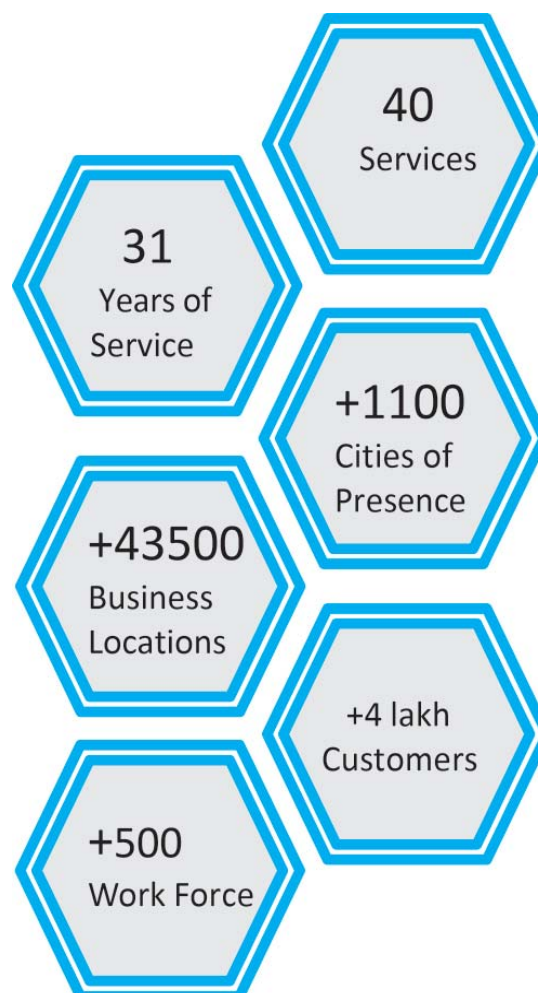 40
Services
31
Years of
Service
+1100
Cities of
Presence
+43500
Business
Locations
+4 lakh
Customers
+500
Work Force